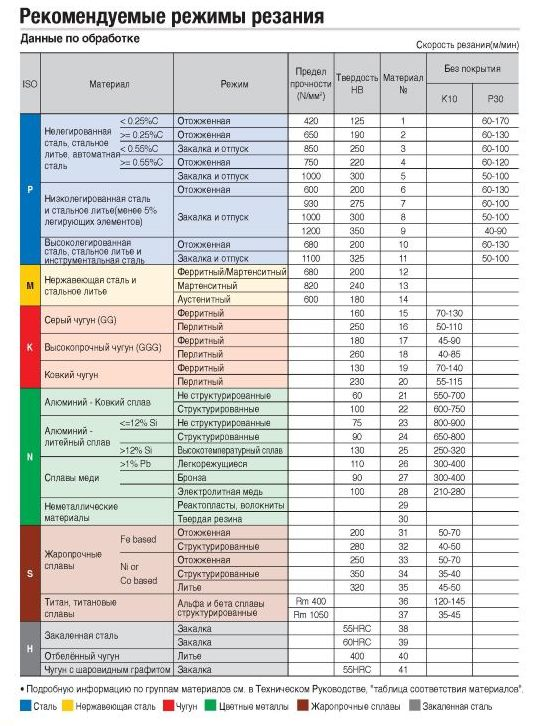 Рекомендуемые режимы резания
Данные по обработке
Скорость резания(м/мин)
ISO Материал Режим Предел прочности (N/мм²) Твердость HB Материал № Без покрытия
K10 P30
P
Нелегированная сталь, стальное литье, автоматная сталь
< 0.25%C Отожженная 420 125 1 60-170
>= 0.25%C Отожженная 650 190 2 60-130
< 0.55%C Закалка и отпуск 850 250 3 60-100
>= 0.55%C Отожженная 750 220 4 60-120
Закалка и отпуск 1000 300 5 50-100
Низколегированная сталь и стальное литье(менее 5% легирующих элементов)
Отожженная 600 200 6 60-130
Закалка и отпуск 930 275 7 60-100
1000 300 8 50-100
1200 350 9 40-90
Высоколегированная сталь, стальное литье и инструментальная сталь
Отожженная 680 200 10 60-130
Закалка и отпуск 1100 325 11 50-100
M
Нержавеющая сталь и стальное литье
Ферритный/Мартенситный 680 200 12
Мартенситный 820 240 13
Аустенитный 600 180 14
K
Серый чугун (GG)
Ферритный 160 15 70-130
Перлитный 250 16 50-110
Высокопрочный чугун (GGG)
Ферритный 180 17 45-90
Перлитный 260 18 40-85
Ковкий чугун
Ферритный 130 19 70-140
Перлитный 230 20 55-115
N
Алюминий - Ковкий сплав
Не структурированные 60 21 550-700
Структурированные 100 22 600-750
Алюминий - литейный сплав
<=12% Si Не структурированные 75 23 800-900
Структурированные 90 24 650-800
>12% Si Высокотемпературный сплав 130 25 250-320
Сплавы меди
>1% Pb Легкорежущиеся 110 26 300-400
Бронза 90 27 300-400
Электролитная медь 100 28 210-280
Неметаллические материалы
Реактопласты, волокниты 29
Твердая резина 30
S
Жаропрочные сплавы
Fe based
Отожженная 200 31 50-70
Структурированные 280 32 40-50
Ni or Co based
Отожженная 250 33 50-70
Структурированные 350 34 35-40
Литье 320 35 45-50
Титан, титановые сплавы
Альфа и бета сплавы структурированные
Rm 400 36 120-145
Rm 1050 37 35-45
H
Закаленная сталь
Закалка 55HRC 38
Закалка 60HRC 39
Отбелённый чугун Литье 400 40
Чугун с шаровидным графитом Закалка 55HRC 41
• Подробную информацию по группам материалов см. в Техническом Руководстве, "таблица соответствия материалов".
Сталь Нержавеющая сталь Чугун Цветные металлы Жаропрочные сплавы Закаленная сталь